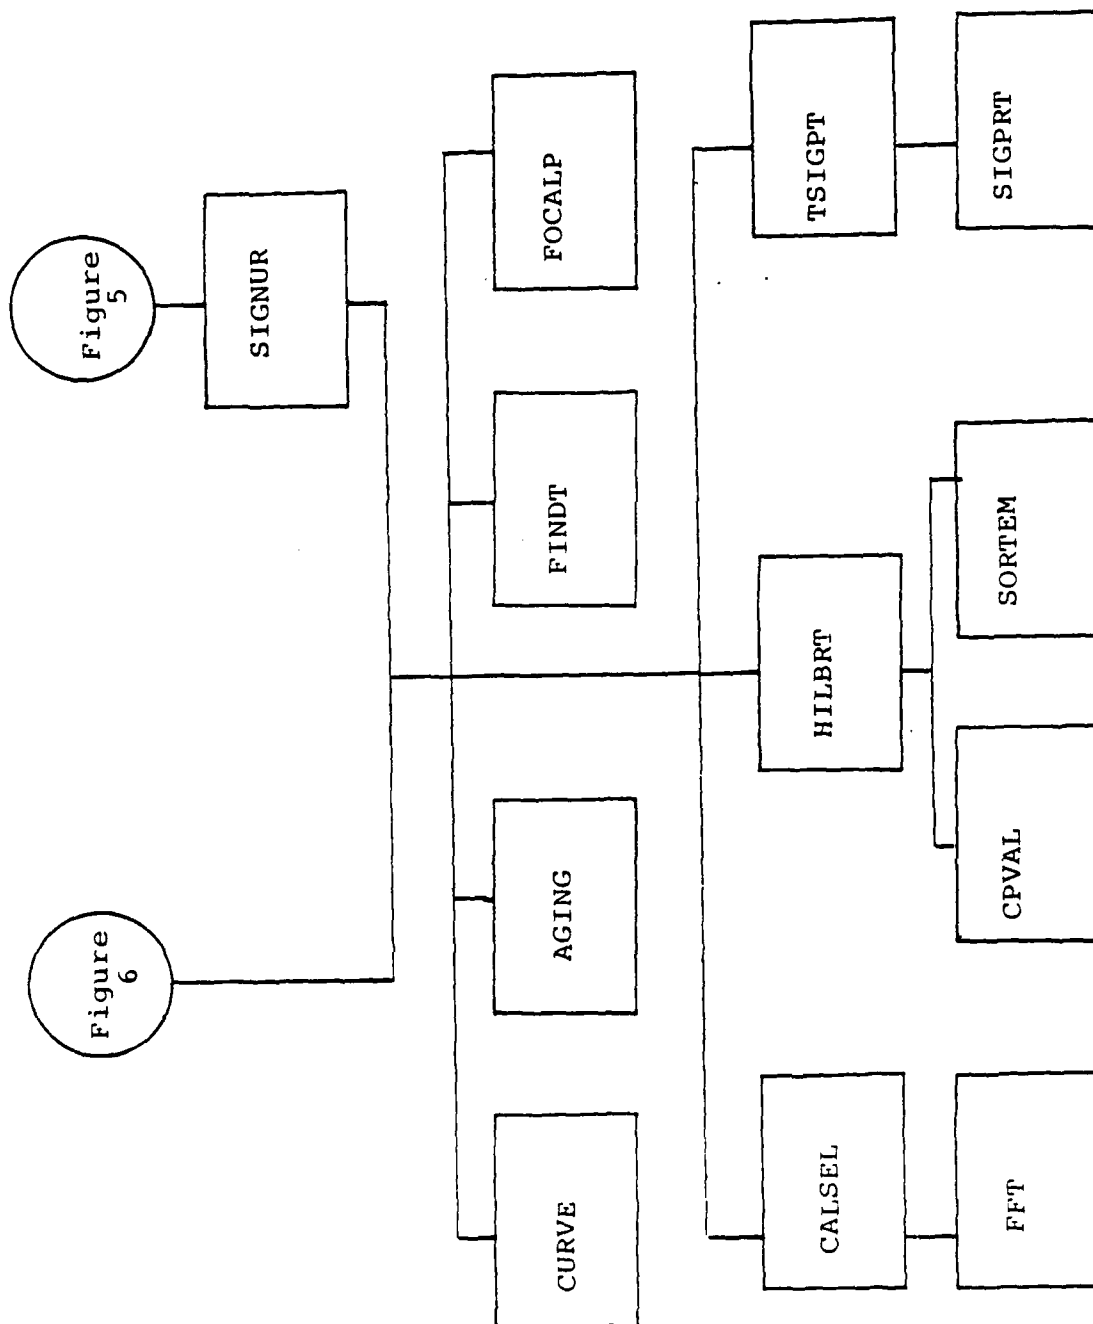 Figure
6
Figure
5
SIGNUR
CURVE
AGING
FINDT
FOCALP
CALSEL
HILBRT
TSIGPT
FFT
CPVAL
SORTEM
SIGPRT